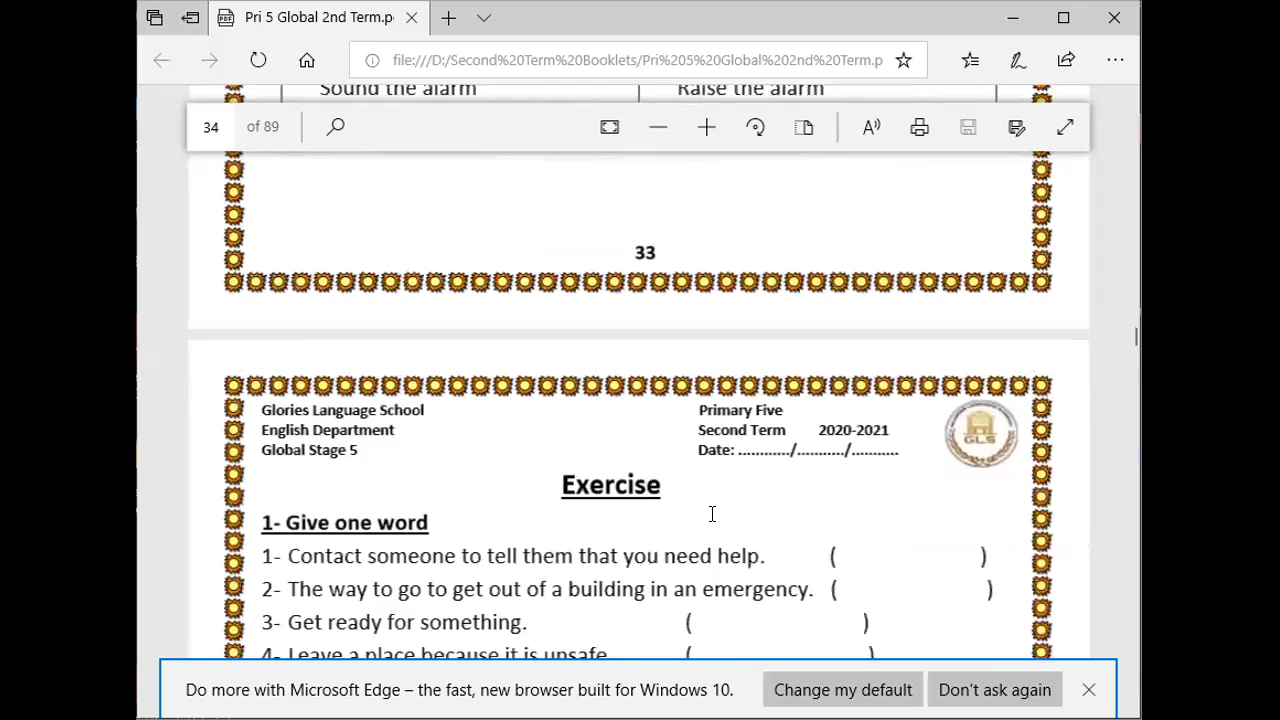 Pri 5 Global 2nd Term.p
file:///D:/Second%20Term%20Booklets/Pri%205%20Global%202nd%20Term.p
Sound the alarm Raise the alarm
34 of 89
33
Glories Language School Primary Five
English Department Second Term 2020-2021
Global Stage 5 Date: ............/.........../...........
GLS
Exercise
1- Give one word
1- Contact someone to tell them that you need help. ( )
2- The way to go to get out of a building in an emergency. ( )
3- Get ready for something. ( )
4- Leave a place because it is unsafe ( )
Do more with Microsoft Edge – the fast, new browser built for Windows 10. Change my default Don't ask again